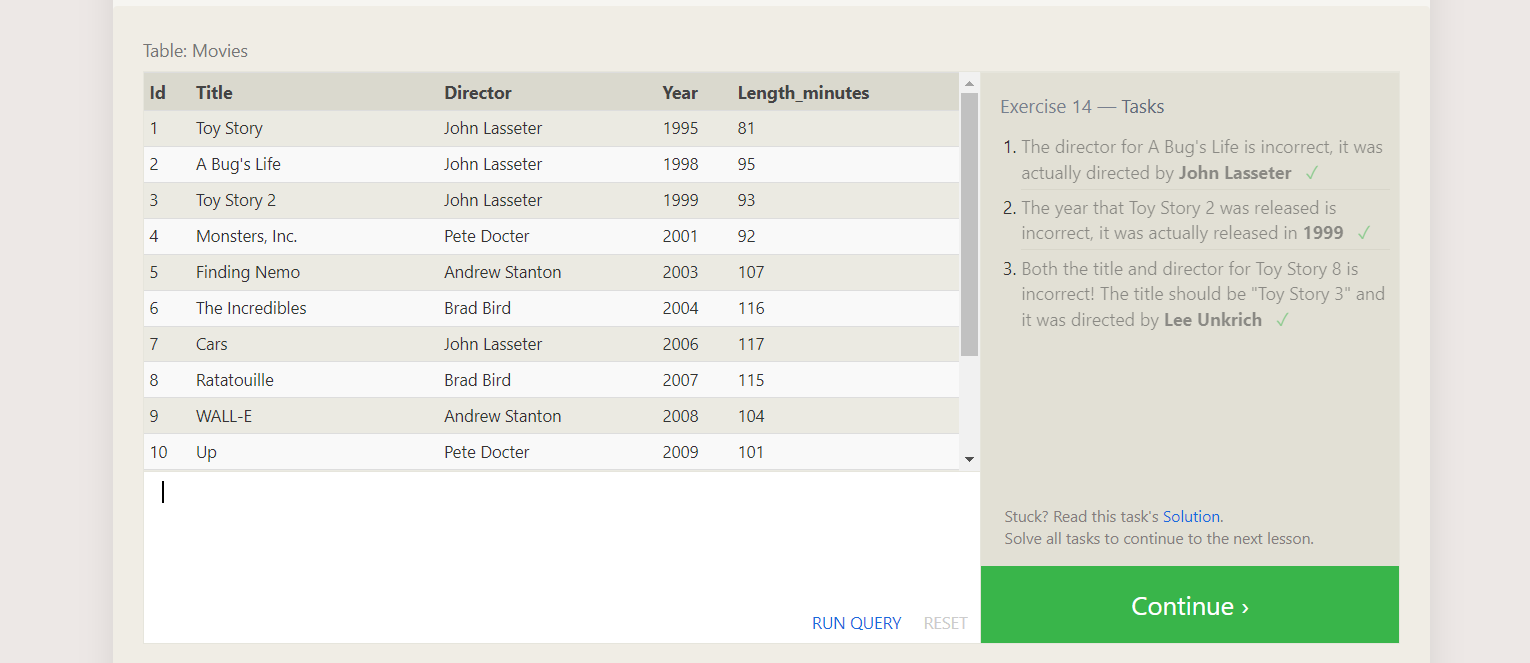 Table: Movies
Id Title Director Year Length_minutes
1 Toy Story John Lasseter 1995 81
2 A Bug's Life John Lasseter 1998 95
3 Toy Story 2 John Lasseter 1999 93
4 Monsters, Inc. Pete Docter 2001 92
5 Finding Nemo Andrew Stanton 2003 107
6 The Incredibles Brad Bird 2004 116
7 Cars John Lasseter 2006 117
8 Ratatouille Brad Bird 2007 115
9 WALL-E Andrew Stanton 2008 104
10 Up Pete Docter 2009 101
RUN QUERY RESET
Exercise 14 — Tasks
1. The director for A Bug's Life is incorrect, it was
actually directed by John Lasseter ✓
2. The year that Toy Story 2 was released is
incorrect, it was actually released in 1999 ✓
3. Both the title and director for Toy Story 8 is
incorrect! The title should be "Toy Story 3" and
it was directed by Lee Unkrich ✓
Stuck? Read this task's Solution.
Solve all tasks to continue to the next lesson.
Continue ›